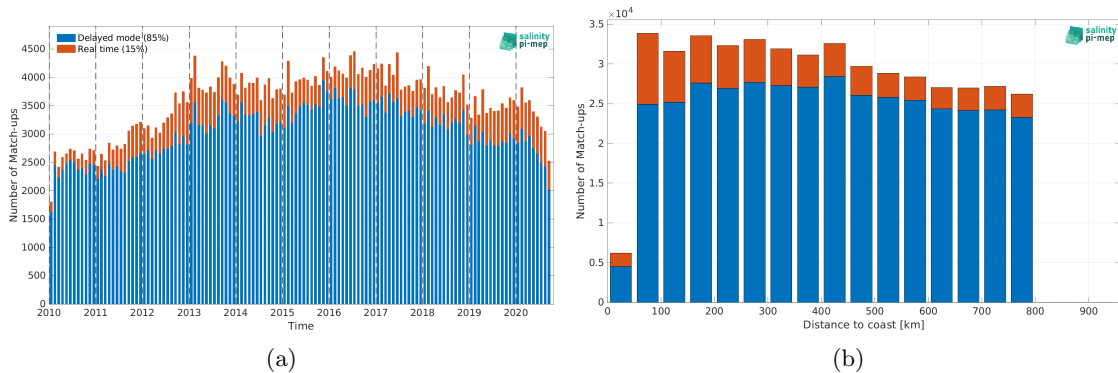 Delayed mode (85%)
Real time (15%)
salinity
pi-mep
Number of Match-ups
4500
4000
3500
3000
2500
2000
1500
1000
500
0
2010 2011 2012 2013 2014 2015 2016 2017 2018 2019 2020
Time
(a)
×10⁴
salinity
pi-mep
Number of Match-ups
3.5
3
2.5
2
1.5
1
0.5
0
0 100 200 300 400 500 600 700 800 900
Distance to coast [km]
(b)